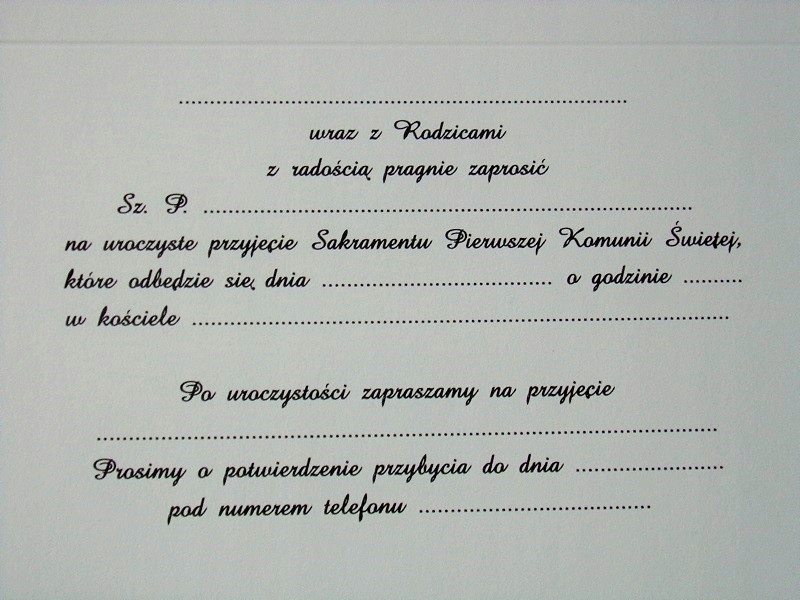 ......................................................................
wraz z Rodzicami
z radością pragnie zaprosić
Sz. P. ............................................................................
na uroczyste przyjęcie Sakramentu Pierwszej Komunii Świętej,
które odbędzie się dnia .................................... o godzinie .........
w kościele ....................................................................................
Po uroczystości zapraszamy na przyjęcie
.................................................................................................
Prosimy o potwierdzenie przybycia do dnia .......................
pod numerem telefonu ....................................